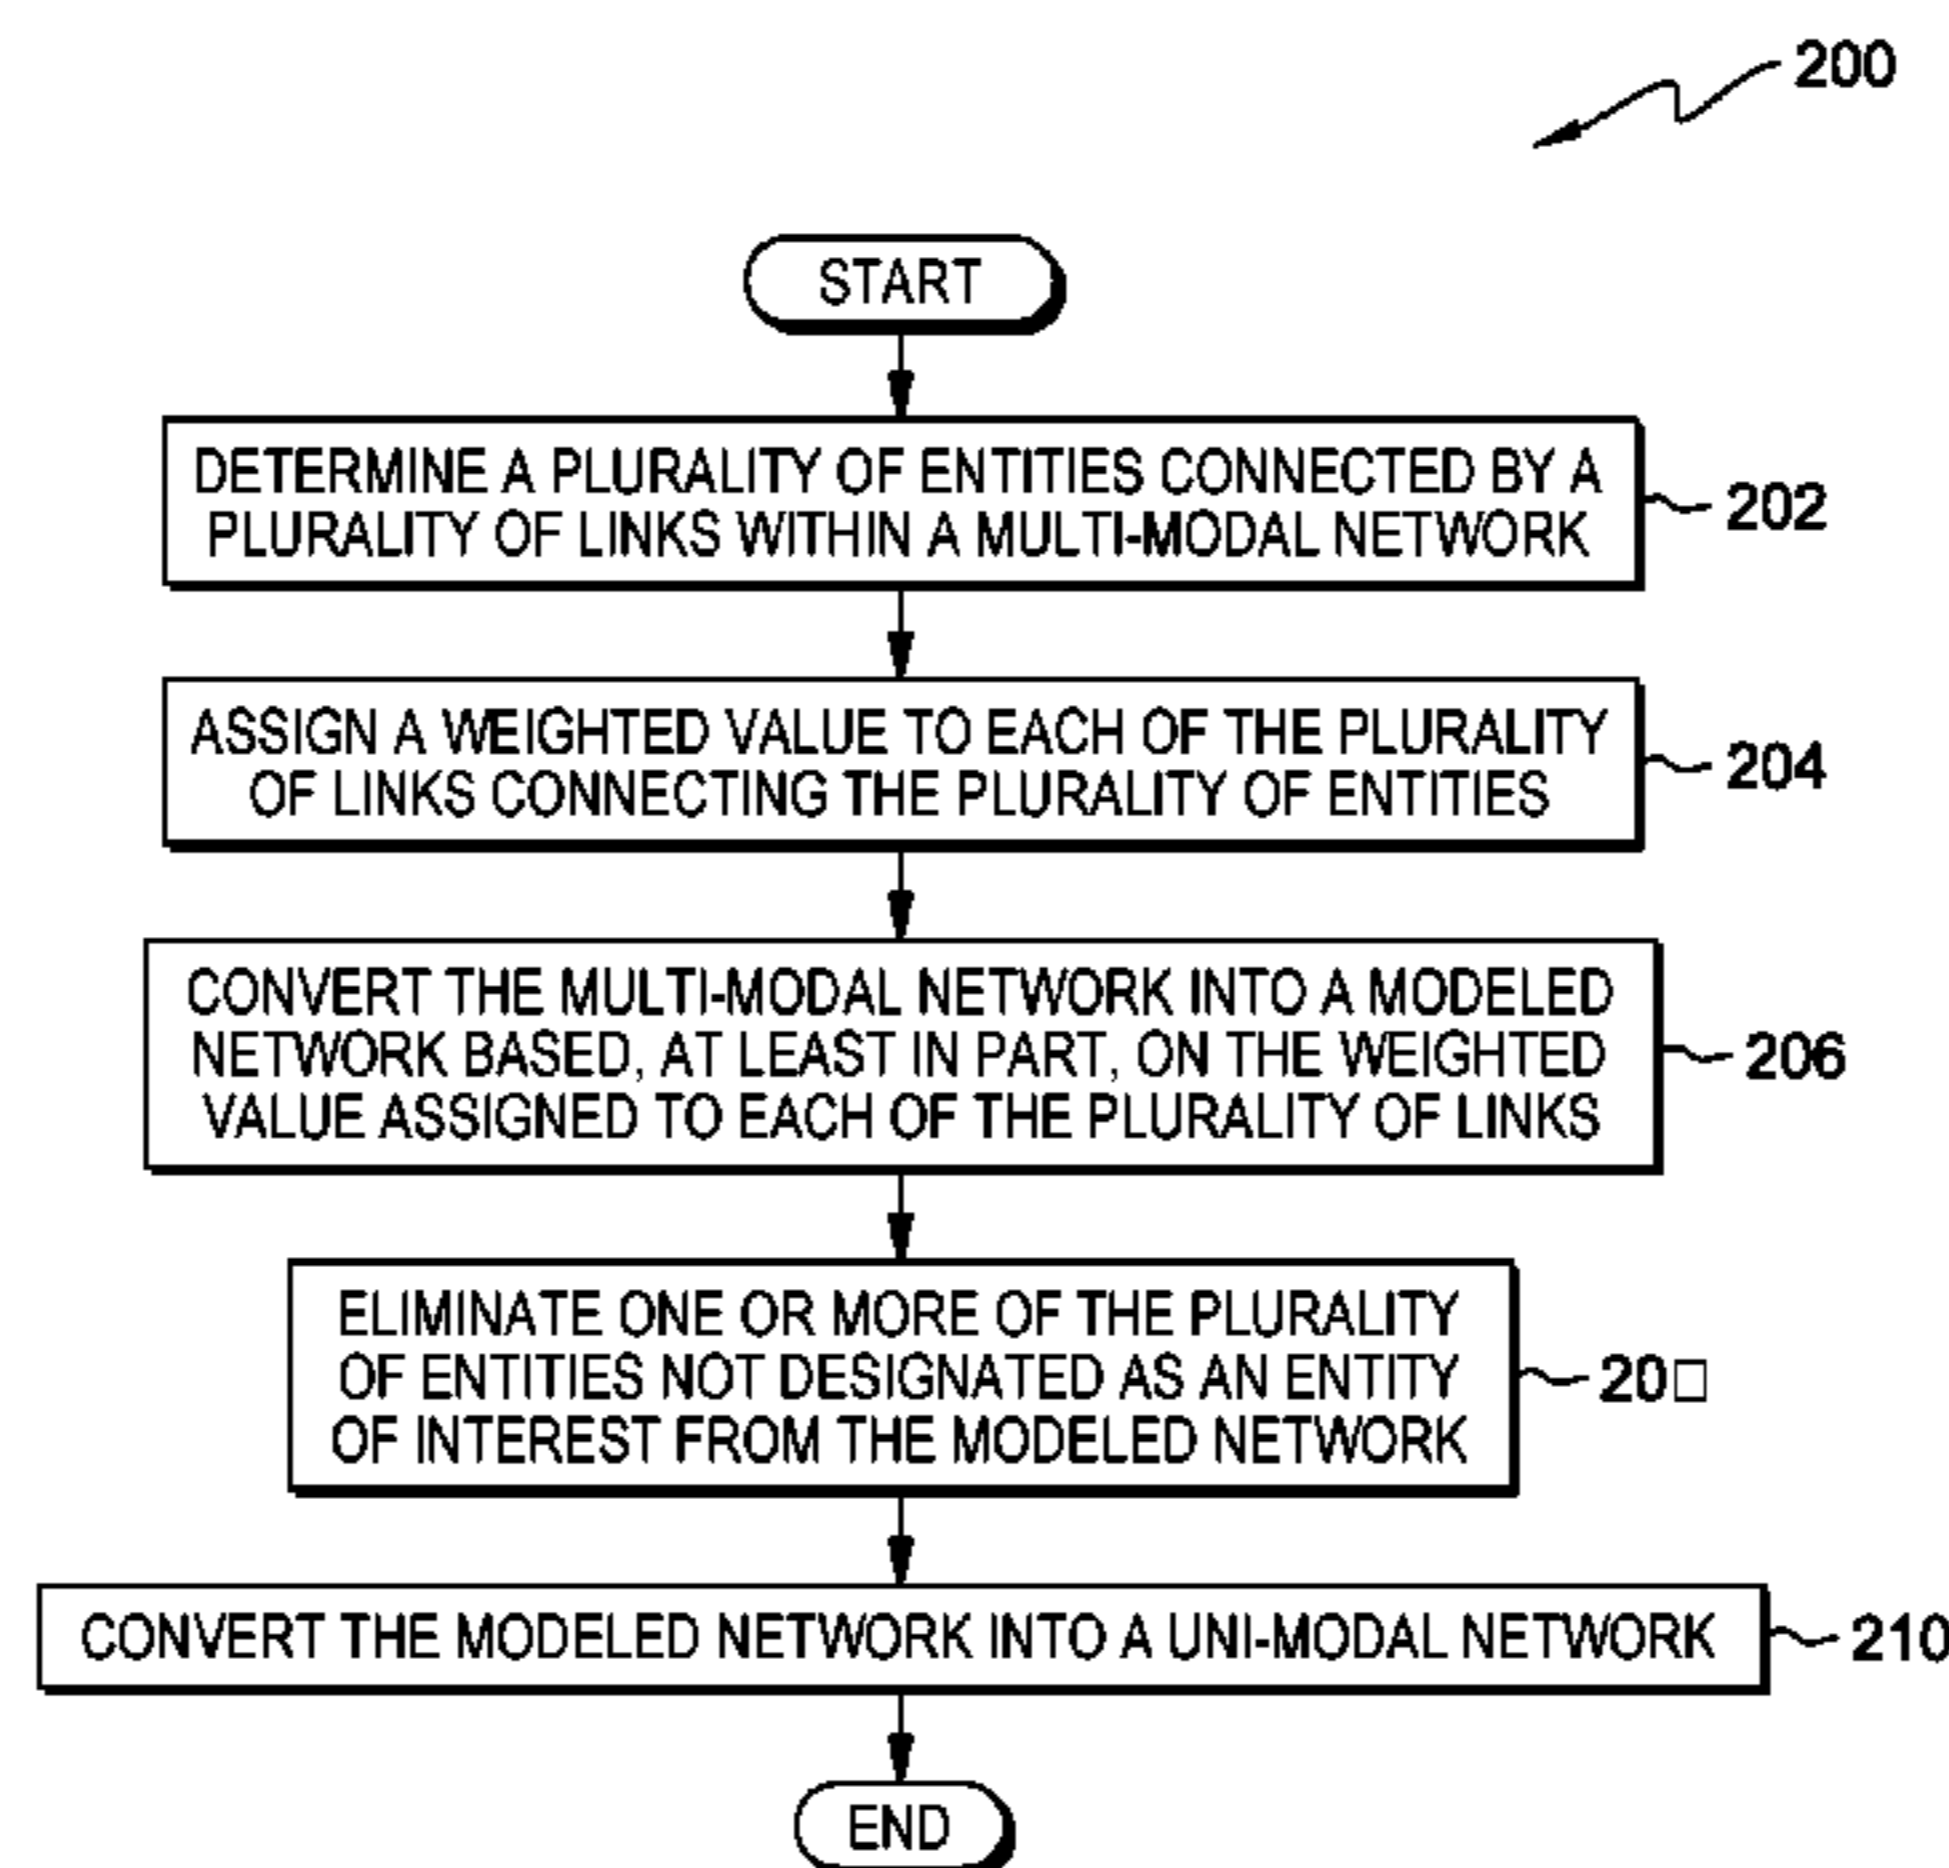 200
START
DETERMINE A PLURALITY OF ENTITIES CONNECTED BY A
PLURALITY OF LINKS WITHIN A MULTI-MODAL NETWORK
202
ASSIGN A WEIGHTED VALUE TO EACH OF THE PLURALITY
OF LINKS CONNECTING THE PLURALITY OF ENTITIES
204
CONVERT THE MULTI-MODAL NETWORK INTO A MODELED
NETWORK BASED, AT LEAST IN PART, ON THE WEIGHTED
VALUE ASSIGNED TO EACH OF THE PLURALITY OF LINKS
206
ELIMINATE ONE OR MORE OF THE PLURALITY
OF ENTITIES NOT DESIGNATED AS AN ENTITY
OF INTEREST FROM THE MODELED NETWORK
20□
CONVERT THE MODELED NETWORK INTO A UNI-MODAL NETWORK
210
END